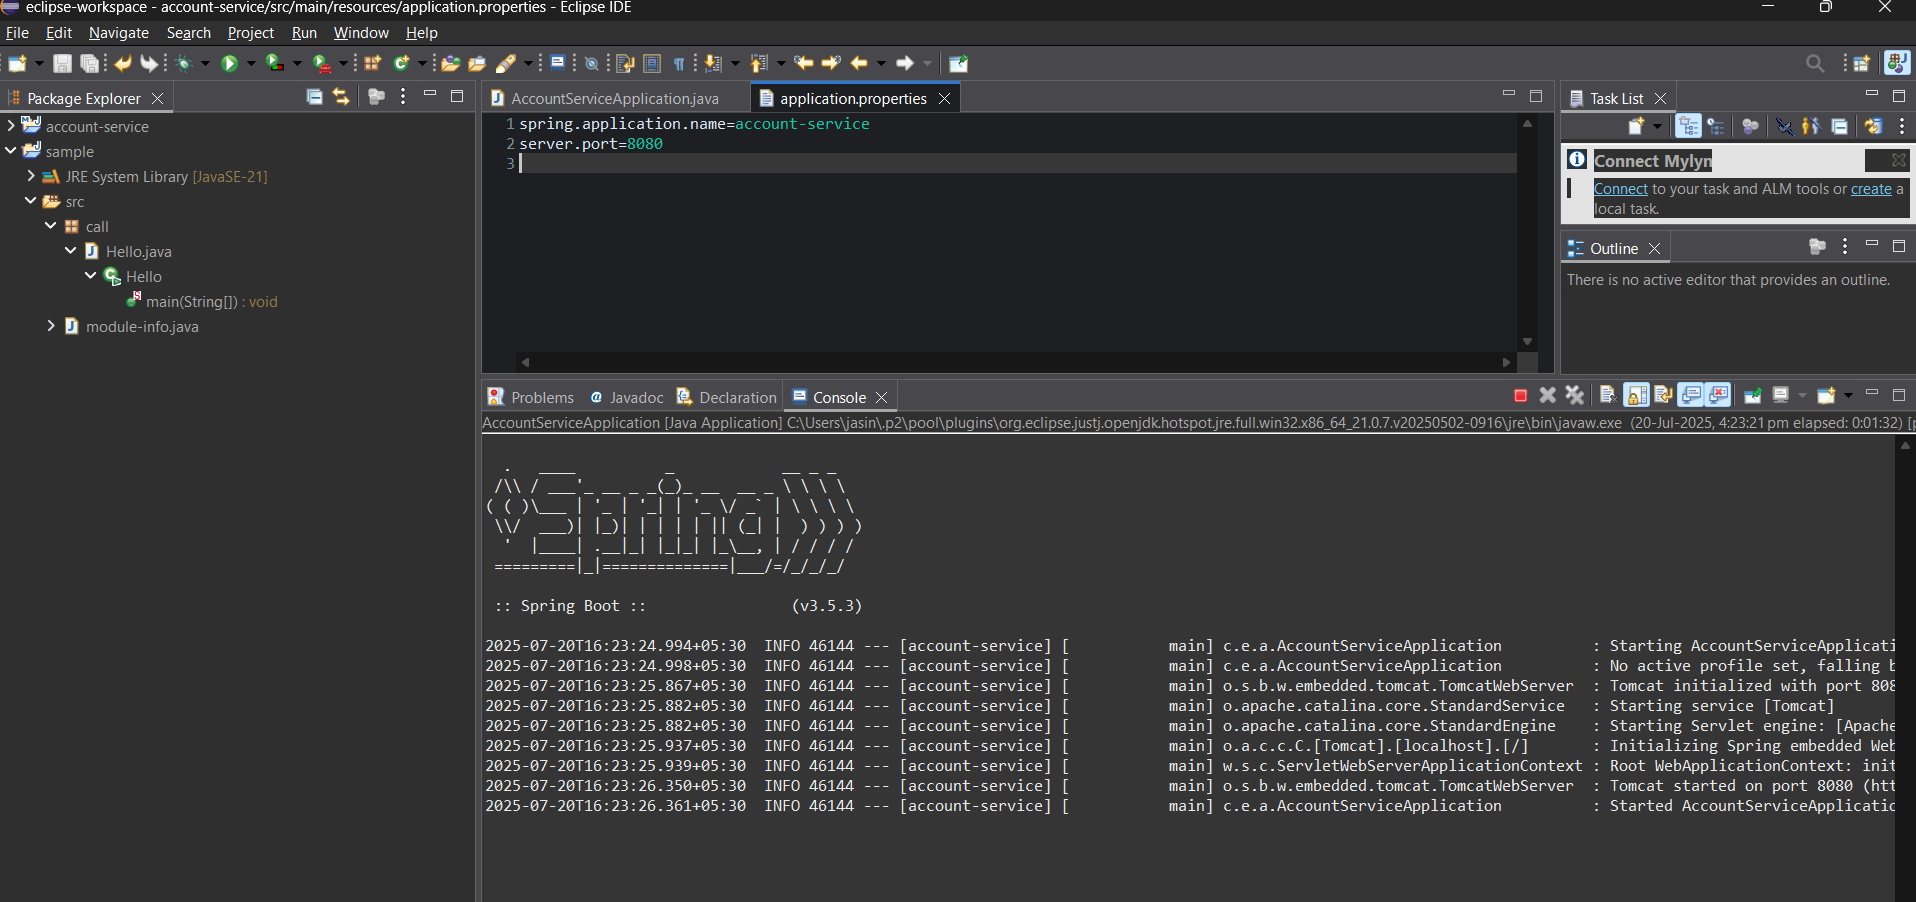 eclipse-workspace - account-service/src/main/resources/application.properties - Eclipse IDE
File Edit Navigate Search Project Run Window Help
Package Explorer
account-service
sample
JRE System Library [JavaSE-21]
src
call
Hello.java
Hello
main(String[]) : void
module-info.java
AccountServiceApplication.java application.properties
1 spring.application.name=account-service
2 server.port=8080
3
Task List
Connect Mylyn
Connect to your task and ALM tools or create a
local task.
Outline
There is no active editor that provides an outline.
Problems Javadoc Declaration Console
AccountServiceApplication [Java Application] C:\Users\jasin\.p2\pool\plugins\org.eclipse.justj.openjdk.hotspot.jre.full.win32.x86_64_21.0.7.v20250502-0916\jre\bin\javaw.exe (20-Jul-2025, 4:23:21 pm elapsed: 0:01:32) [
Spring
:: Spring Boot :: (v3.5.3)
2025-07-20T16:23:24.994+05:30 INFO 46144 --- [account-service] [ main] c.e.a.AccountServiceApplication : Starting AccountServiceApplicati
2025-07-20T16:23:24.998+05:30 INFO 46144 --- [account-service] [ main] c.e.a.AccountServiceApplication : No active profile set, falling b
2025-07-20T16:23:25.867+05:30 INFO 46144 --- [account-service] [ main] o.s.b.w.embedded.tomcat.TomcatWebServer : Tomcat initialized with port 808
2025-07-20T16:23:25.882+05:30 INFO 46144 --- [account-service] [ main] o.apache.catalina.core.StandardService : Starting service [Tomcat]
2025-07-20T16:23:25.882+05:30 INFO 46144 --- [account-service] [ main] o.apache.catalina.core.StandardEngine : Starting Servlet engine: [Apache
2025-07-20T16:23:25.937+05:30 INFO 46144 --- [account-service] [ main] o.a.c.c.C.[Tomcat].[localhost].[/] : Initializing Spring embedded Web
2025-07-20T16:23:25.939+05:30 INFO 46144 --- [account-service] [ main] w.s.c.ServletWebServerApplicationContext : Root WebApplicationContext: init
2025-07-20T16:23:26.350+05:30 INFO 46144 --- [account-service] [ main] o.s.b.w.embedded.tomcat.TomcatWebServer : Tomcat started on port 8080 (htt
2025-07-20T16:23:26.361+05:30 INFO 46144 --- [account-service] [ main] c.e.a.AccountServiceApplication : Started AccountServiceApplicatio